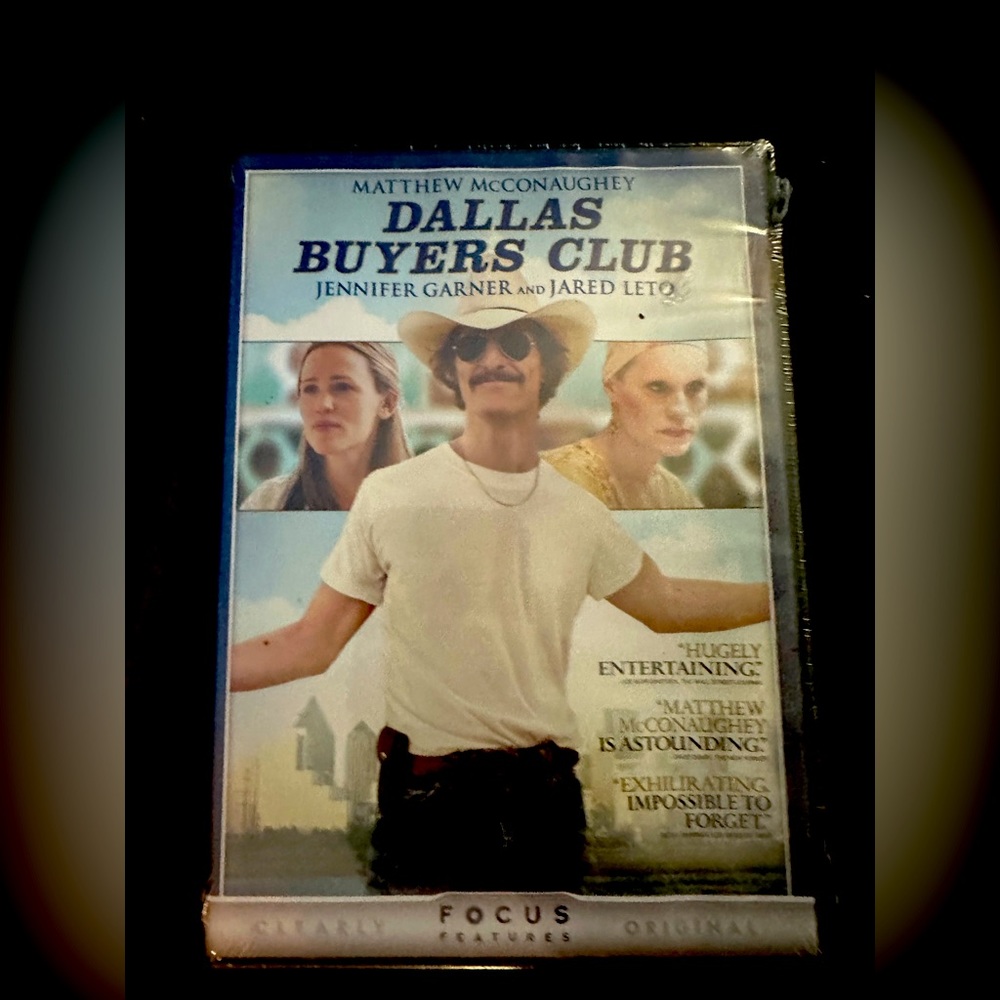 MATTHEW McCONAUGHEY
DALLAS
BUYERS CLUB
JENNIFER GARNER AND JARED LETO
"HUGELY
ENTERTAINING."
"MATTHEW
McCONAUGHEY
IS ASTOUNDING."
"EXHILIRATING.
IMPOSSIBLE TO
FORGET."
CLEARLY FOCUS ORIGINAL
FEATURES